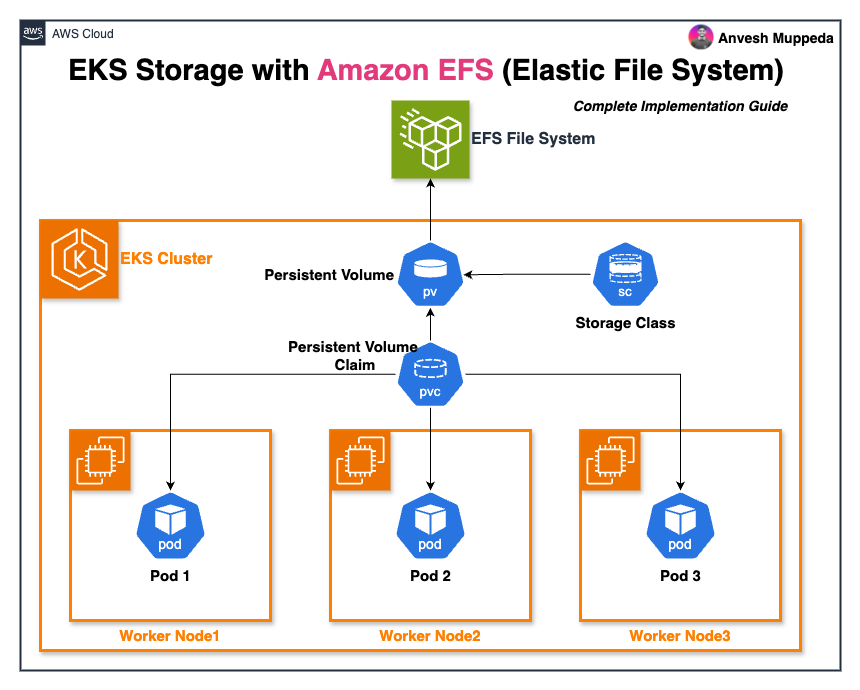 aws
AWS Cloud
Anvesh Muppeda
EKS Storage with Amazon EFS (Elastic File System)
Complete Implementation Guide
EFS File System
K
EKS Cluster
Persistent Volume
pv
sc
Storage Class
Persistent Volume
Claim
pvc
pod
pod
pod
Pod 1
Pod 2
Pod 3
Worker Node1
Worker Node2
Worker Node3